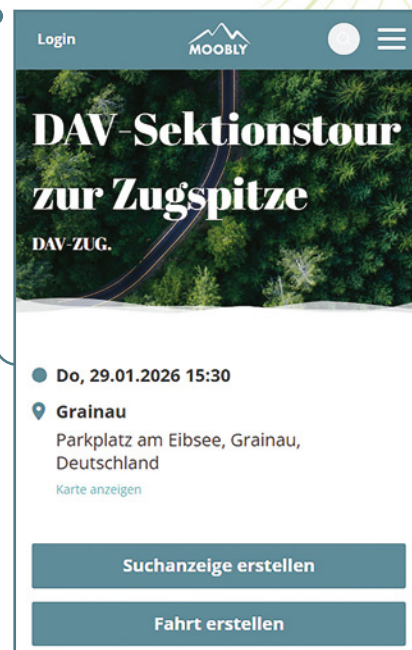 Login
MOOBLY
DAV-Sektionstour
zur Zugspitze
DAV-ZUG.
Do, 29.01.2026 15:30
Grainau
Parkplatz am Eibsee, Grainau,
Deutschland
Karte anzeigen
Suchanzeige erstellen
Fahrt erstellen